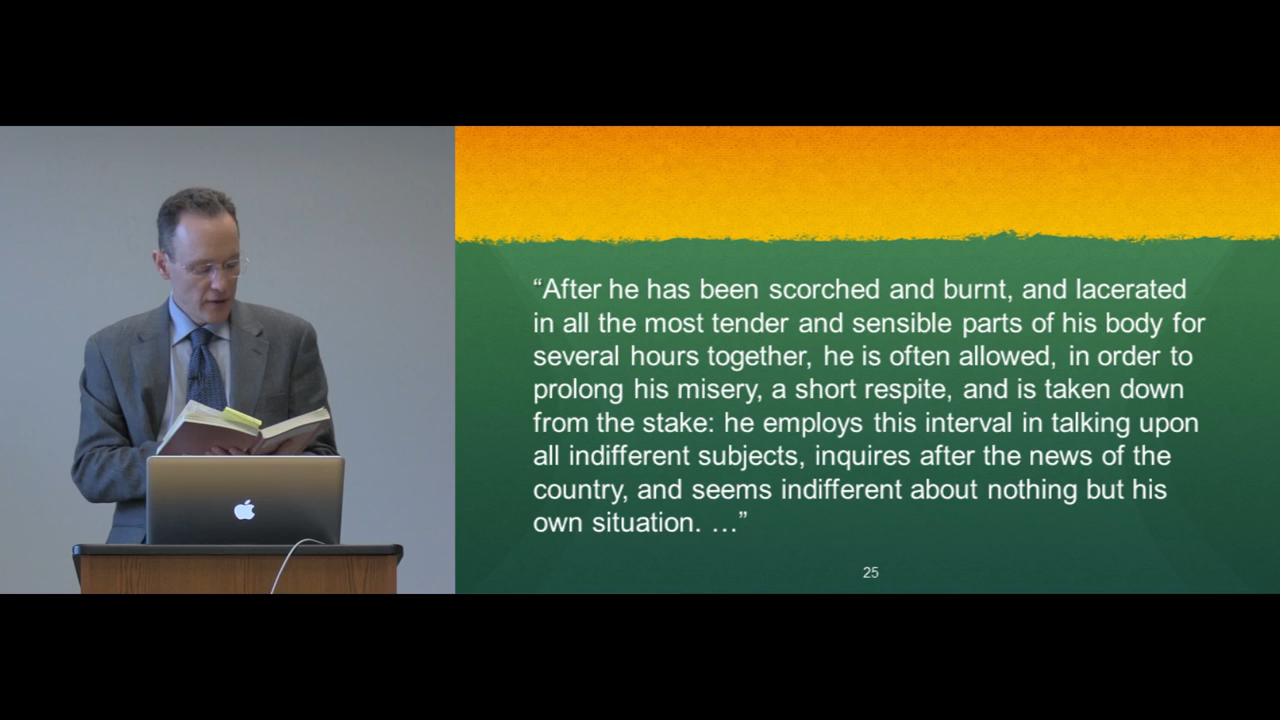 “After he has been scorched and burnt, and lacerated
in all the most tender and sensible parts of his body for
several hours together, he is often allowed, in order to
prolong his misery, a short respite, and is taken down
from the stake: he employs this interval in talking upon
all indifferent subjects, inquires after the news of the
country, and seems indifferent about nothing but his
own situation. …”
25